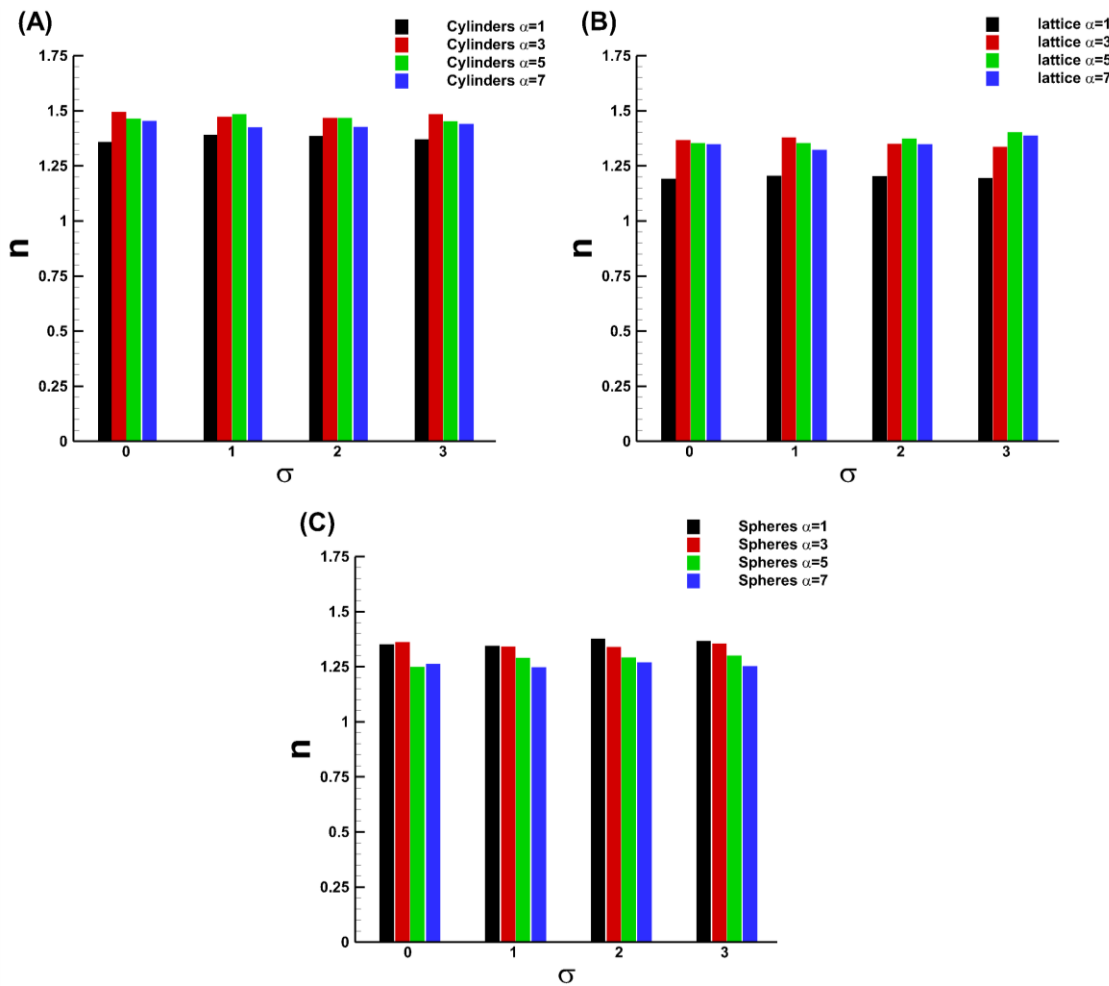 (A)
Cylinders α=1
Cylinders α=3
Cylinders α=5
Cylinders α=7
1.75
1.5
1.25
1
0.75
0.5
0.25
0
n
0 1 2 3
σ
(B)
lattice α=1
lattice α=3
lattice α=5
lattice α=7
1.75
1.5
1.25
1
0.75
0.5
0.25
0
n
0 1 2 3
σ
(C)
Spheres α=1
Spheres α=3
Spheres α=5
Spheres α=7
1.75
1.5
1.25
1
0.75
0.5
0.25
0
n
0 1 2 3
σ